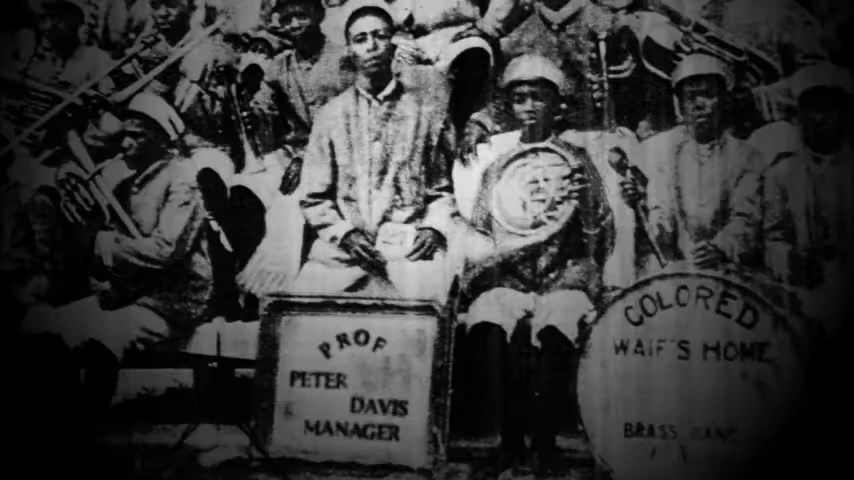 PROF
PETER
DAVIS
MANAGER
COLORED
WAIF'S HOME
BRASS BAND